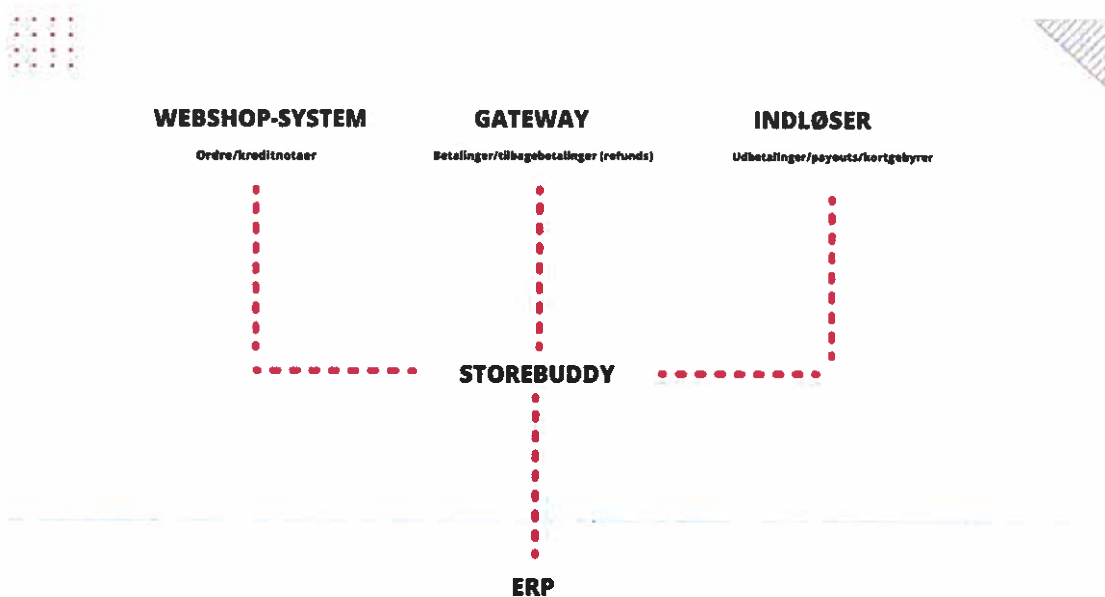 WEBSHOP-SYSTEM
Ordre/kreditnotaer
GATEWAY
Betalinger/tilbagebetalinger (refunds)
INDLØSER
Udbetalinger/payouts/kortgebyrer
STOREBUDDY
ERP